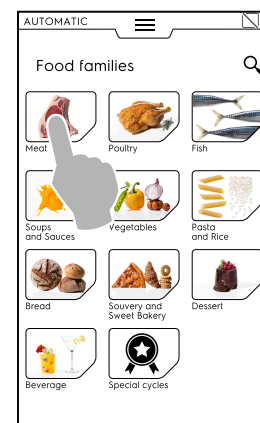 AUTOMATIC
Food families
Meat
Poultry
Fish
Soups
and Sauces
Vegetables
Pasta
and Rice
Bread
Souvery and
Sweet Bakery
Dessert
Beverage
Special cycles